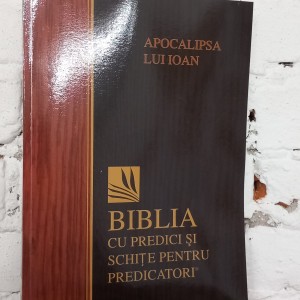 APOCALIPSA
LUI IOAN
BIBLIA
CU PREDICI ȘI
SCHIȚE PENTRU
PREDICATORI®